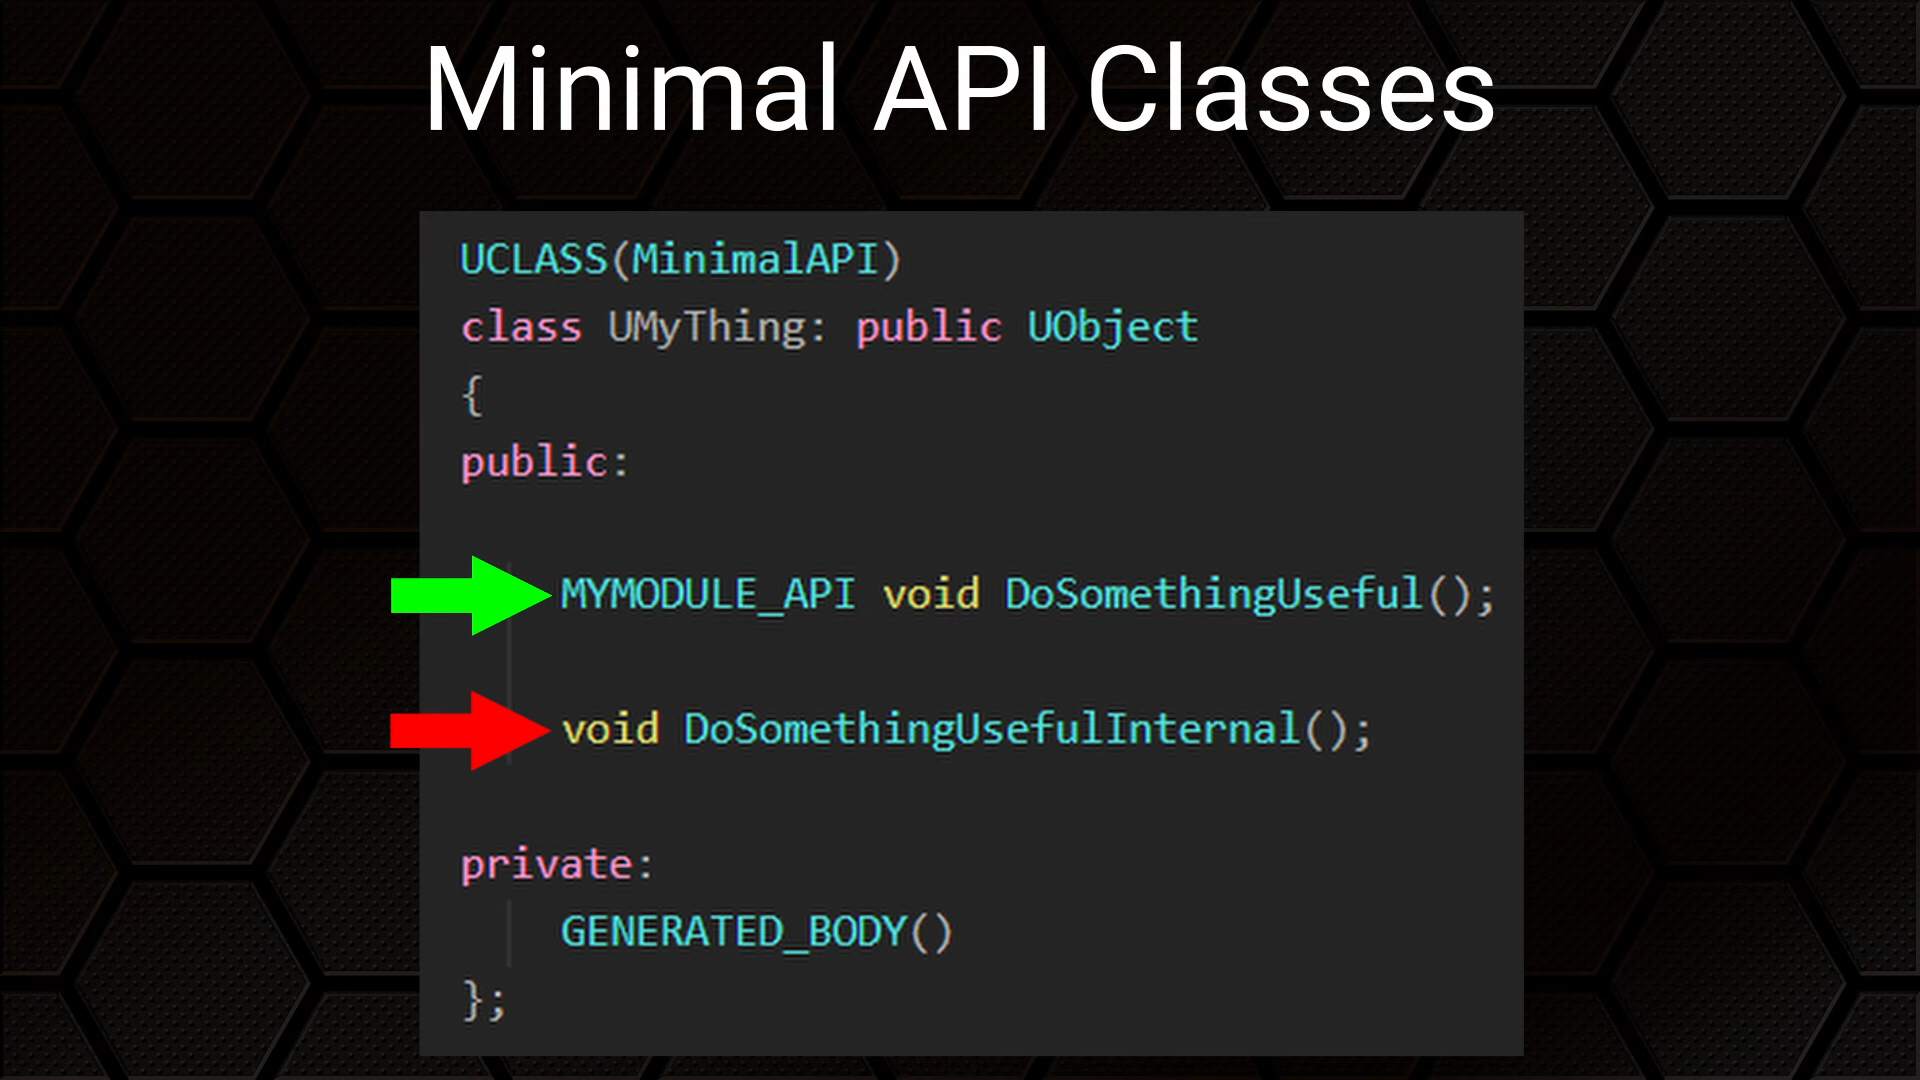 Minimal API Classes
UCLASS(MinimalAPI)
class UMyThing: public UObject
{
public:
MYMODULE_API void DoSomethingUseful();
void DoSomethingUsefulInternal();
private:
GENERATED_BODY()
};